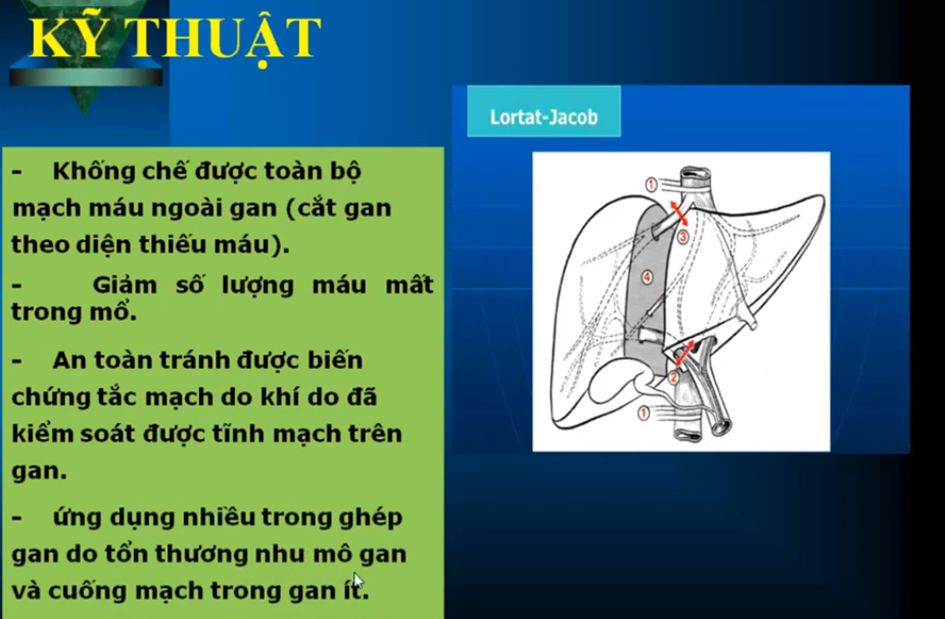 KỸ THUẬT
Lortat-Jacob
- Khống chế được toàn bộ
mạch máu ngoài gan (cắt gan
theo diện thiếu máu).
- Giảm số lượng máu mất
trong mổ.
- An toàn tránh được biến
chứng tắc mạch do khí do đã
kiểm soát được tĩnh mạch trên
gan.
- ứng dụng nhiều trong ghép
gan do tổn thương nhu mô gan
và cuống mạch trong gan ít.
1
3
4
2
1